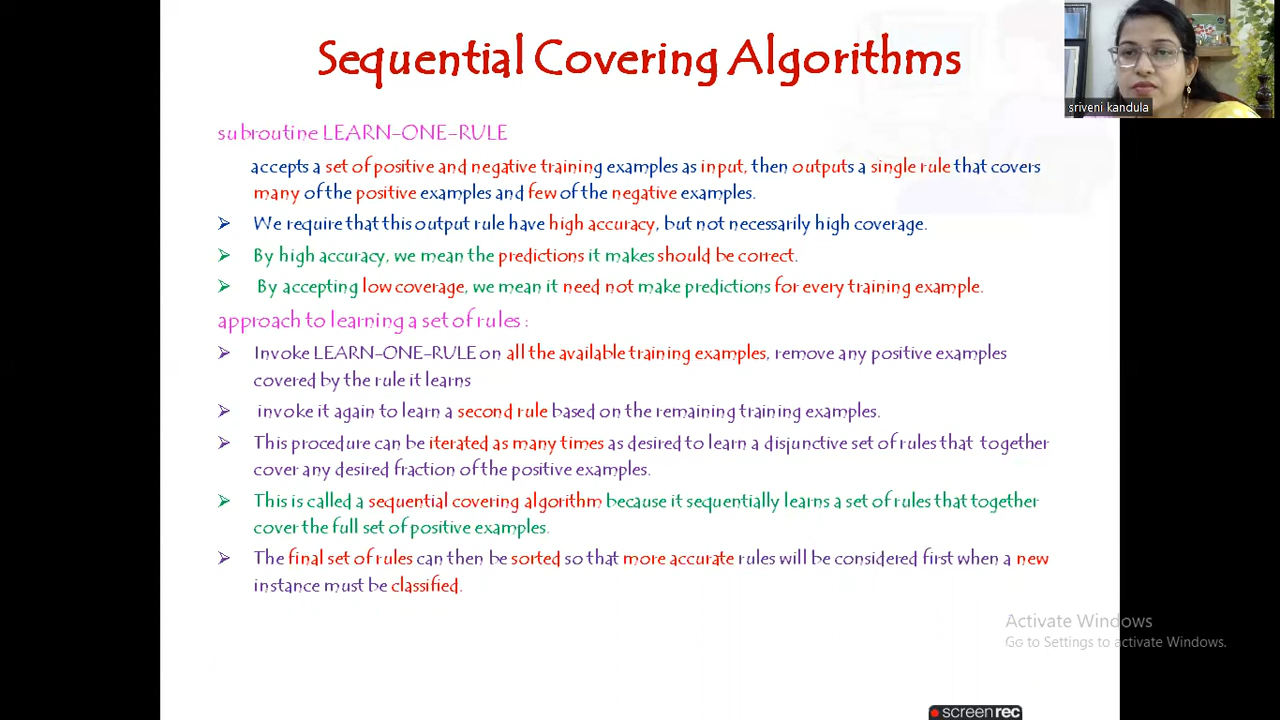 Sequential Covering Algorithms
sriveni kandula
subroutine LEARN-ONE-RULE
accepts a set of positive and negative training examples as input, then outputs a single rule that covers
many of the positive examples and few of the negative examples.
➢ We require that this output rule have high accuracy, but not necessarily high coverage.
➢ By high accuracy, we mean the predictions it makes should be correct.
➢ By accepting low coverage, we mean it need not make predictions for every training example.
approach to learning a set of rules :
➢ Invoke LEARN-ONE-RULE on all the available training examples, remove any positive examples
covered by the rule it learns
➢ invoke it again to learn a second rule based on the remaining training examples.
➢ This procedure can be iterated as many times as desired to learn a disjunctive set of rules that together
cover any desired fraction of the positive examples.
➢ This is called a sequential covering algorithm because it sequentially learns a set of rules that together
cover the full set of positive examples.
➢ The final set of rules can then be sorted so that more accurate rules will be considered first when a new
instance must be classified.
Activate Windows
Go to Settings to activate Windows.
screenrec